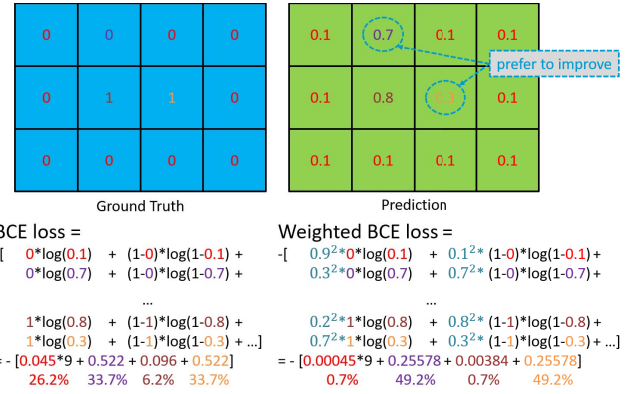 0 0 0 0 0.1 0.7 0.1 0.1
prefer to improve
0 1 1 0 0.1 0.8 0.1
0 0 0 0 0.1 0.1 0.1 0.1
Ground Truth Prediction
BCE loss = Weighted BCE loss =
[ 0*log(0.1) + (1-0)*log(1-0.1) + -[ 0.9²*0*log(0.1) + 0.1²* (1-0)*log(1-0.1) +
0*log(0.7) + (1-0)*log(1-0.7) + 0.3²*0*log(0.7) + 0.7²* (1-0)*log(1-0.7) +
... ...
1*log(0.8) + (1-1)*log(1-0.8) + 0.2²*1*log(0.8) + 0.8²* (1-1)*log(1-0.8) +
1*log(0.3) + (1-1)*log(1-0.3) + ...] 0.7²*1*log(0.3) + 0.3²* (1-1)*log(1-0.3) + ...]
= - [0.045*9 + 0.522 + 0.096 + 0.522] = - [0.00045*9 + 0.25578 + 0.00384 + 0.25578]
26.2% 33.7% 6.2% 33.7% 0.7% 49.2% 0.7% 49.2%